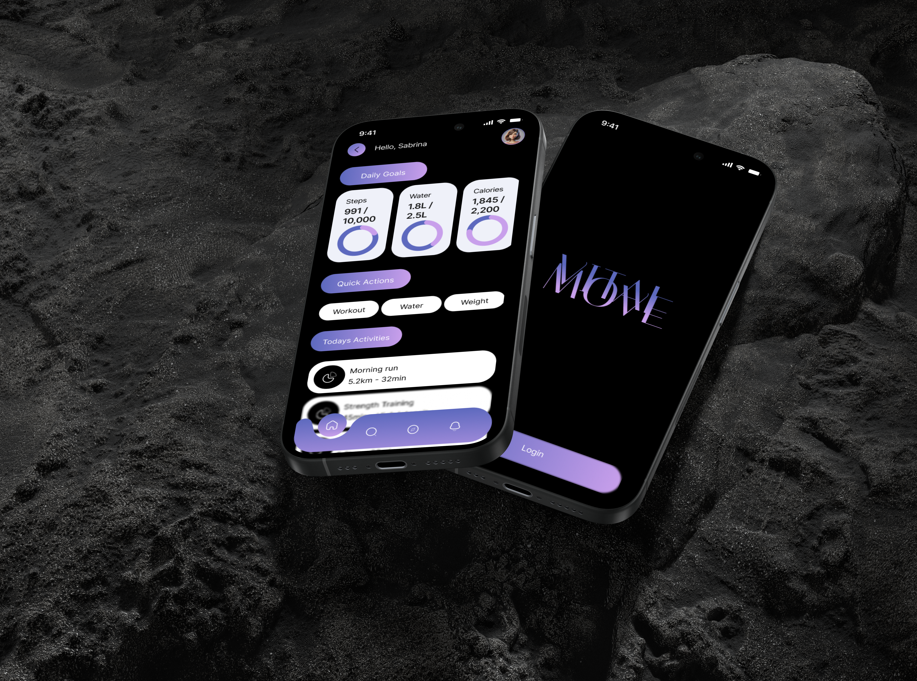 9:41
Hello, Sabrina
Daily Goals
Steps
991 /
10,000
Water
1.8L /
2.5L
Calories
1,845 /
2,200
Quick Actions
Workout
Water
Weight
Todays Activities
Morning run
5.2km - 32min
Strength Training
9:41
VITAL
MOVE
Login